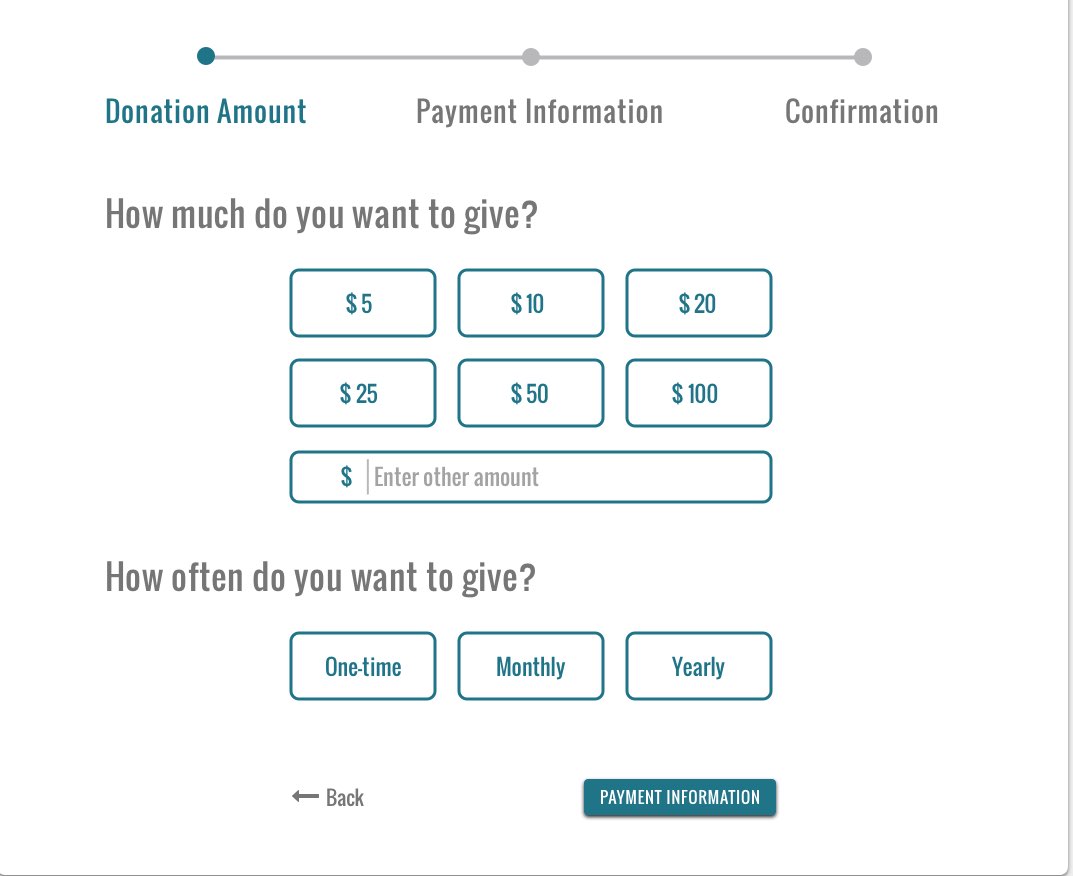 Donation Amount Payment Information Confirmation
How much do you want to give?
$ 5 $ 10 $ 20
$ 25 $ 50 $ 100
$ Enter other amount
How often do you want to give?
One-time Monthly Yearly
Back PAYMENT INFORMATION